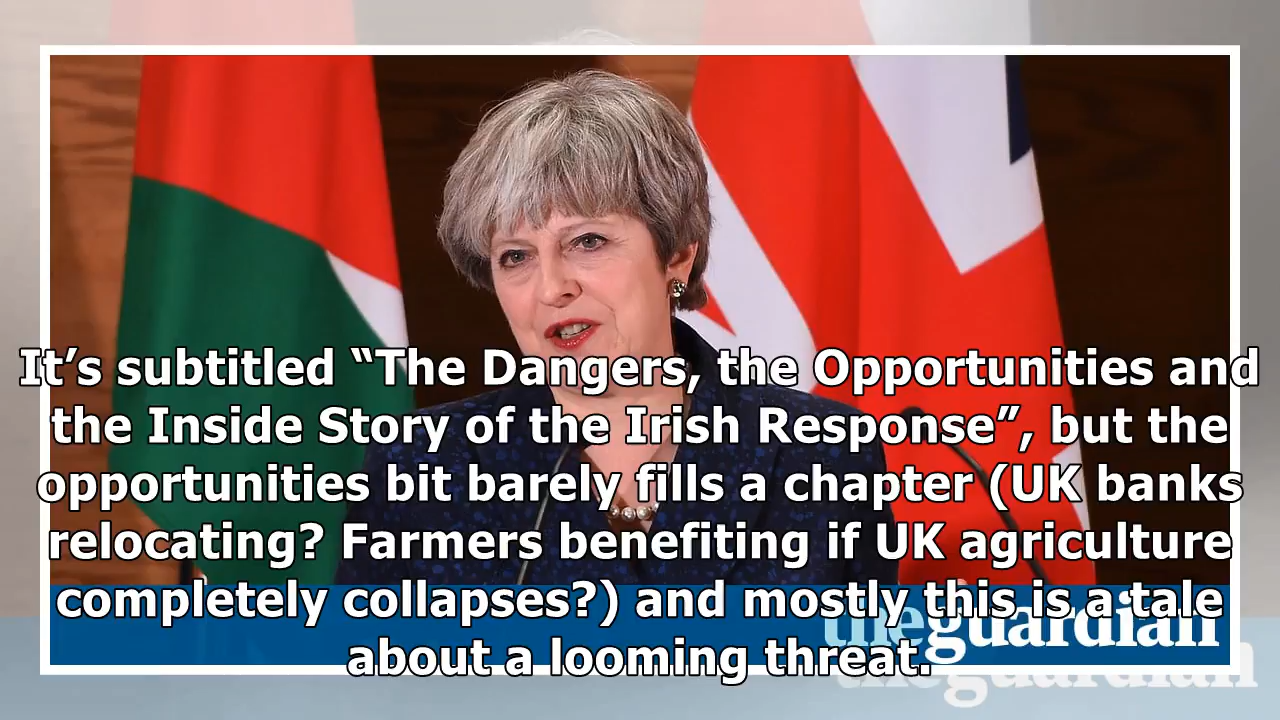 It’s subtitled “The Dangers, the Opportunities and
the Inside Story of the Irish Response”, but the
opportunities bit barely fills a chapter (UK banks
relocating? Farmers benefiting if UK agriculture
completely collapses?) and mostly this is a tale
about a looming threat.
theguardian
theguardian